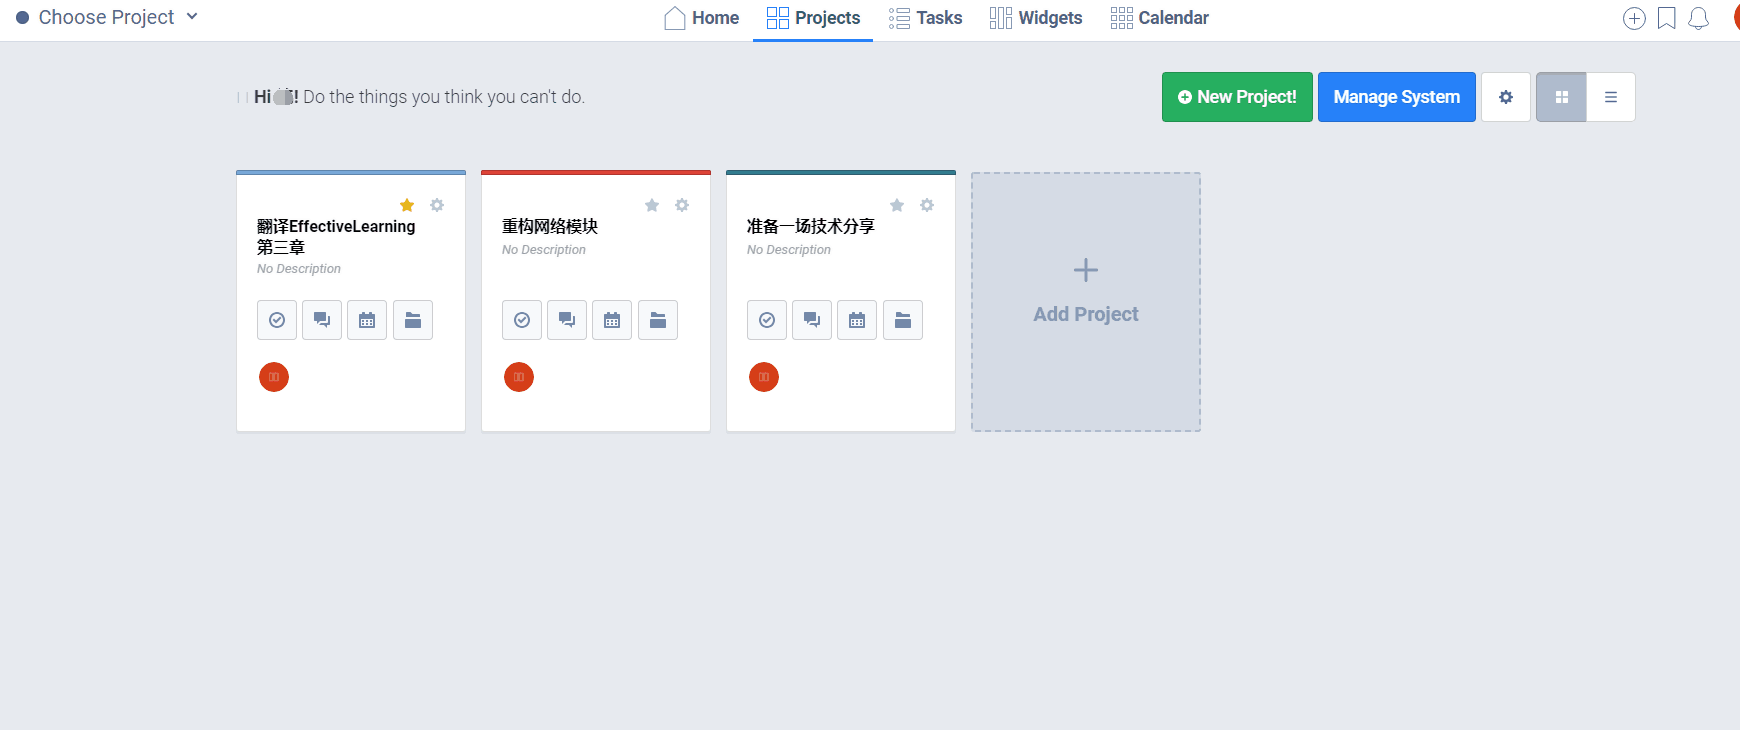 Choose Project
Home
Projects
Tasks
Widgets
Calendar
Hi ! Do the things you think you can't do.
New Project!
Manage System
翻译EffectiveLearning
第三章
No Description
重构网络模块
No Description
准备一场技术分享
No Description
Add Project